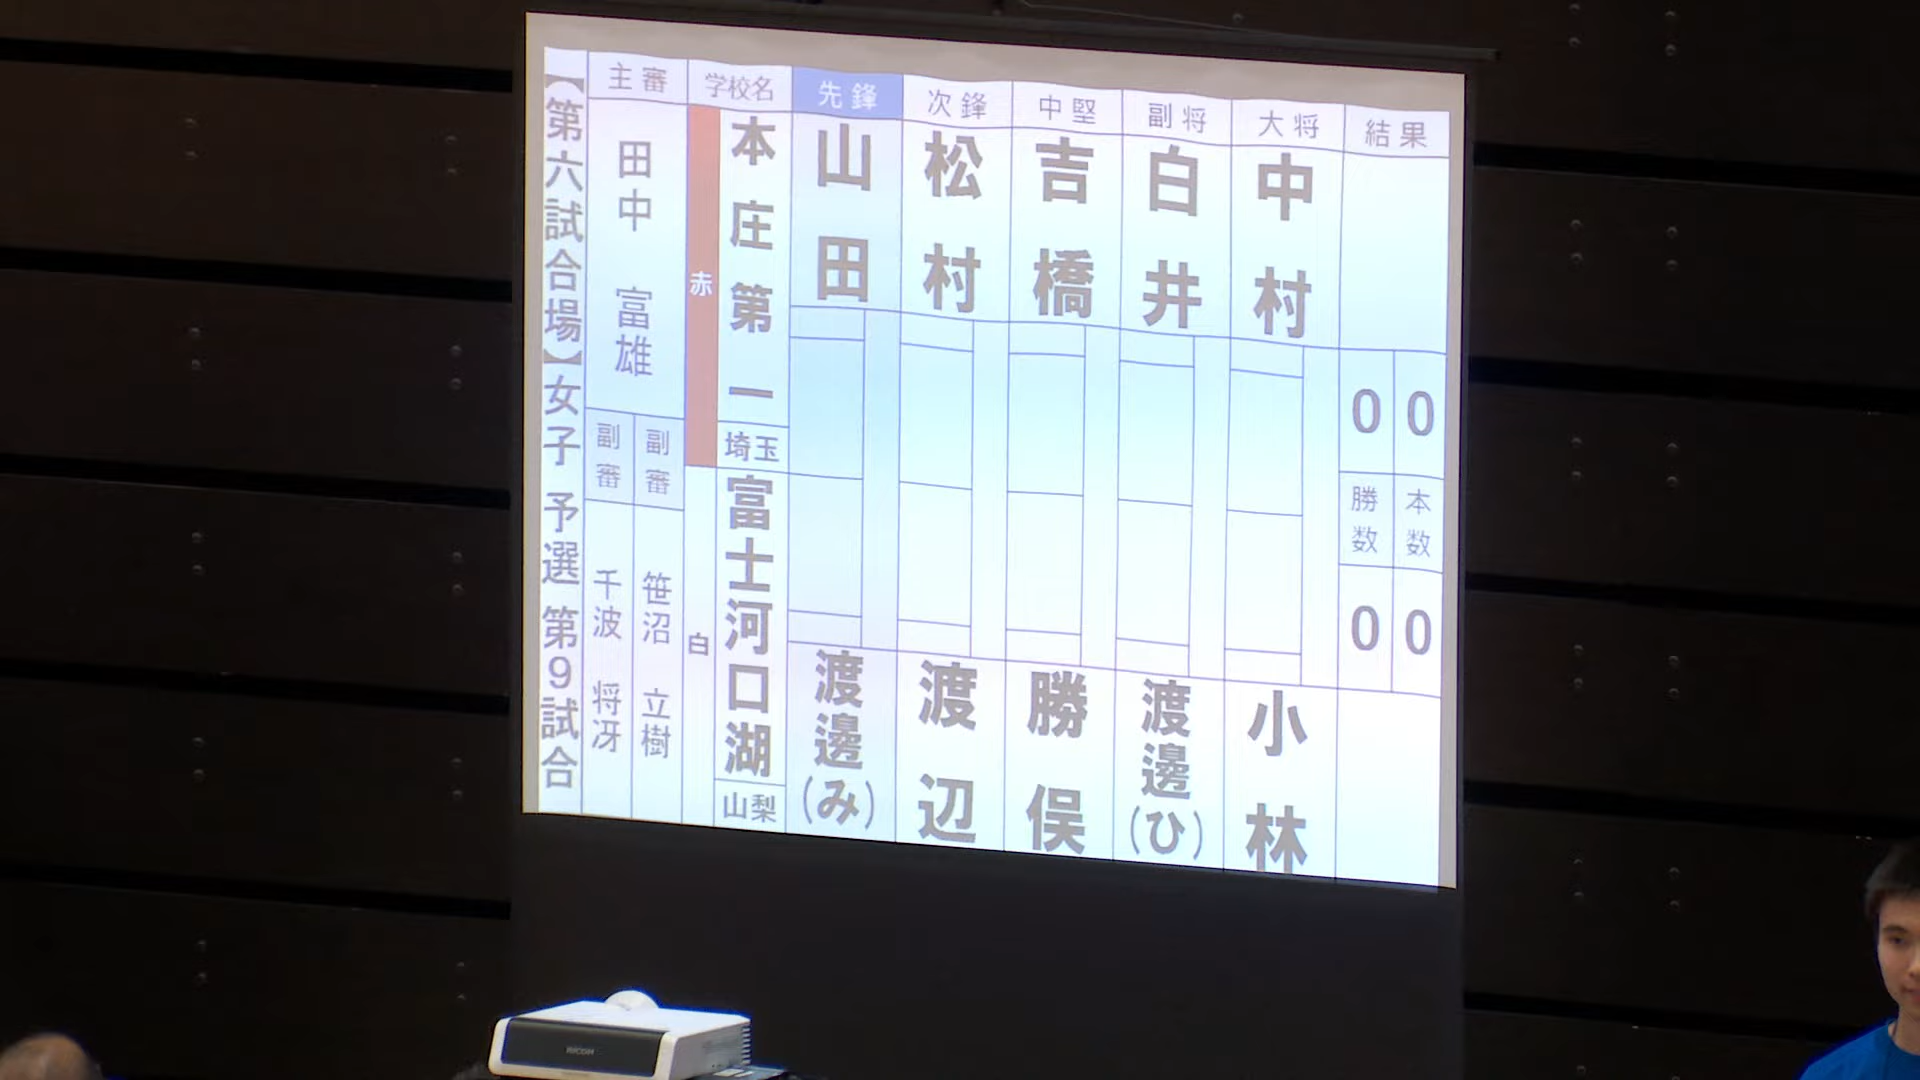 【第六試合場】女子 予選 第9試合
主審
田中 富雄
副審
副審
千波 将冴
笹沼 立樹
学校名
赤
本庄第一
埼玉
白
富士河口湖
山梨
先鋒
山田
渡邊(み)
次鋒
松村
渡辺
中堅
吉橋
勝俣
副将
白井
渡邊(ひ)
大将
中村
小林
結果
0 0
勝数
本数
0 0
RICOH